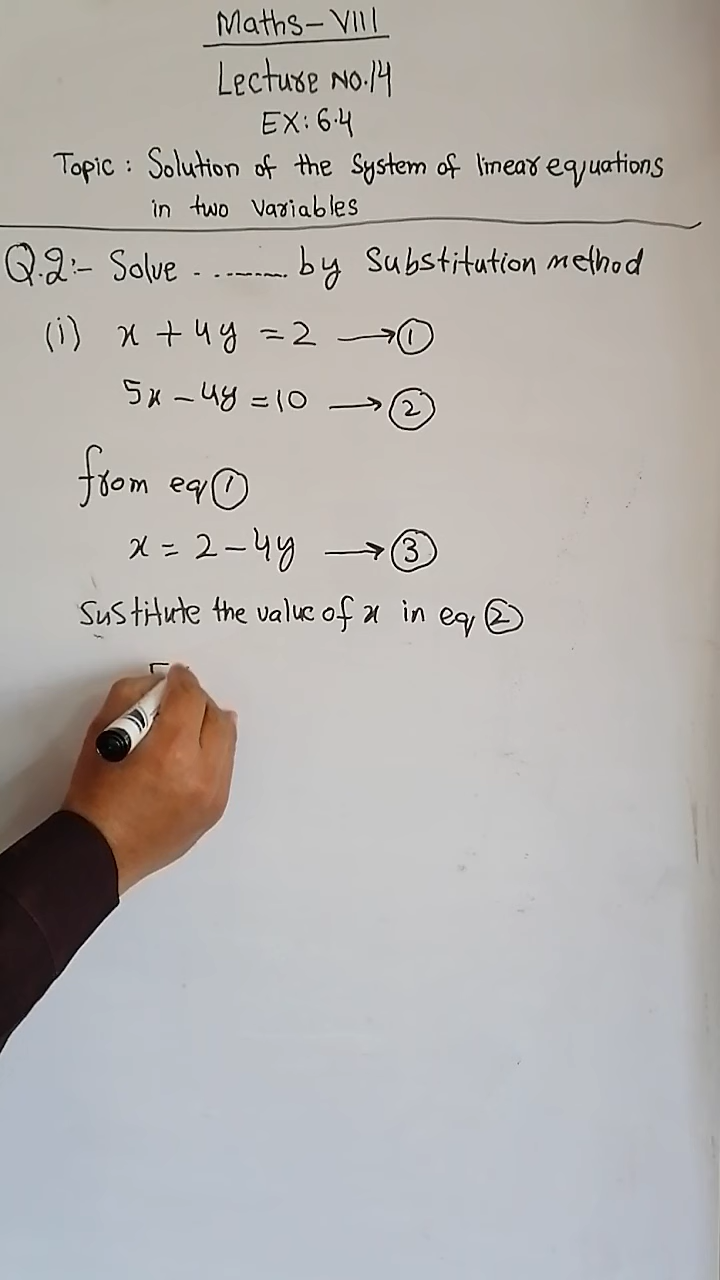 Maths-VIII
Lecture No.14
EX: 6.4
Topic: Solution of the System of linear equations
in two Variables
Q.2:- Solve ......... by Substitution method
(i) x + 4y = 2 → ①
5x - 4y = 10 → ②
from eq ①
x = 2 - 4y → ③
Sustitute the value of x in eq ②
5